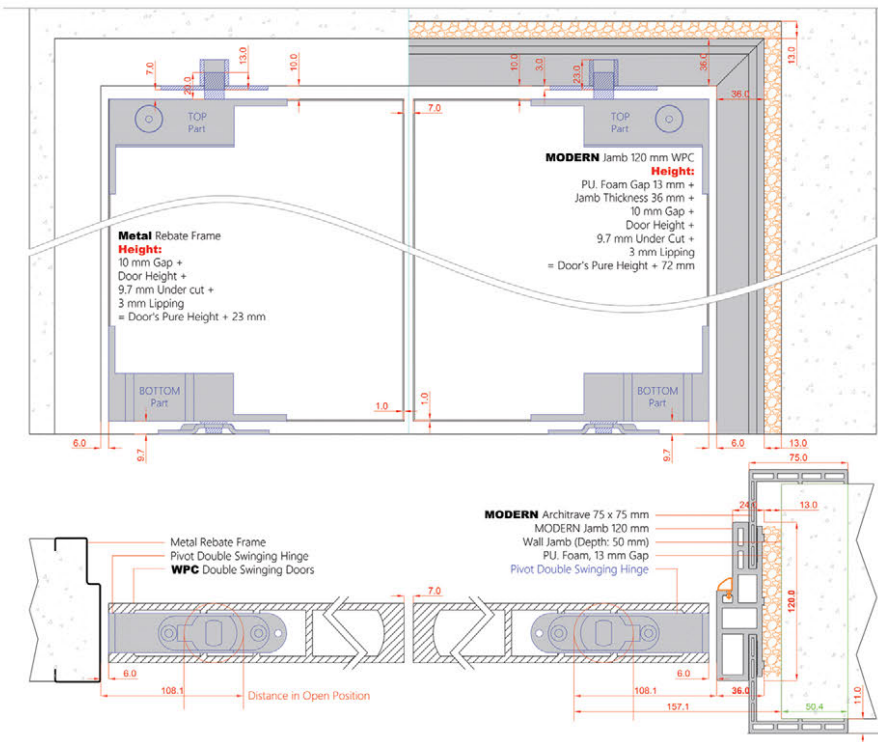 13.0
7.0
20.0
10.0
10.0
3.0
23.0
36.0
13.0
36.0
7.0
TOP
Part
TOP
Part
MODERN Jamb 120 mm WPC
Height:
PU. Foam Gap 13 mm +
Jamb Thickness 36 mm +
10 mm Gap +
Door Height +
9.7 mm Under Cut +
3 mm Lipping
= Door's Pure Height + 72 mm
Metal Rebate Frame
Height:
10 mm Gap +
Door Height +
9.7 mm Under cut +
3 mm Lipping
= Door's Pure Height + 23 mm
BOTTOM
Part
BOTTOM
Part
1.0
1.0
6.0
9.7
9.7
6.0
13.0
75.0
24.
13.0
MODERN Architrave 75 x 75 mm
MODERN Jamb 120 mm
Wall Jamb (Depth: 50 mm)
PU. Foam, 13 mm Gap
Pivot Double Swinging Hinge
Metal Rebate Frame
Pivot Double Swinging Hinge
WPC Double Swinging Doors
7.0
120.0
6.0
6.0
108.1
Distance in Open Position
108.1
36.0
157.1
50.4
11.0